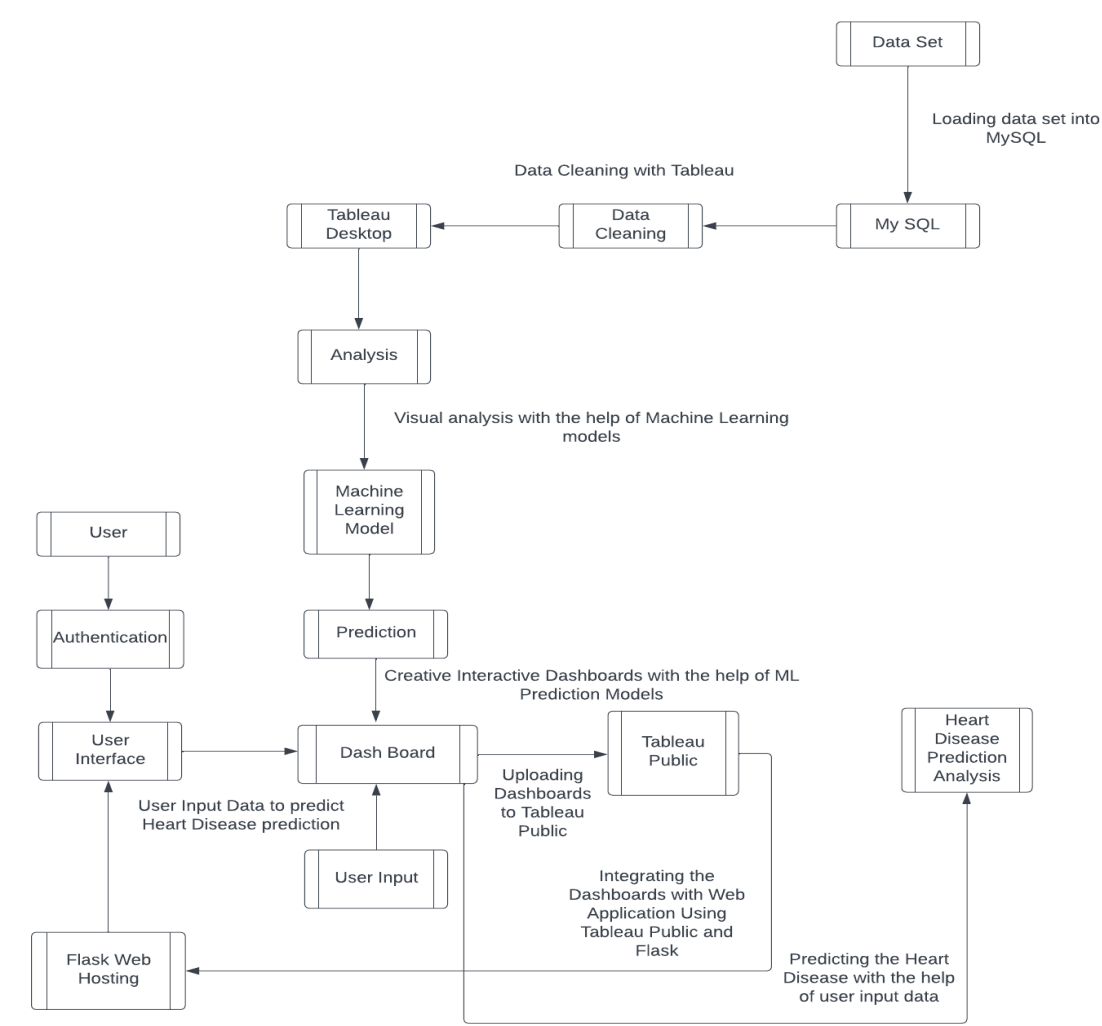 Data Set
Loading data set into
MySQL
Data Cleaning with Tableau
Tableau
Desktop
Data
Cleaning
My SQL
Analysis
Visual analysis with the help of Machine Learning
models
Machine
Learning
Model
User
Authentication
Prediction
Creative Interactive Dashboards with the help of ML
Prediction Models
User
Interface
Dash Board
Tableau
Public
Heart
Disease
Prediction
Analysis
Uploading
Dashboards
to Tableau
Public
User Input Data to predict
Heart Disease prediction
User Input
Integrating the
Dashboards with Web
Application Using
Tableau Public and
Flask
Flask Web
Hosting
Predicting the Heart
Disease with the help
of user input data